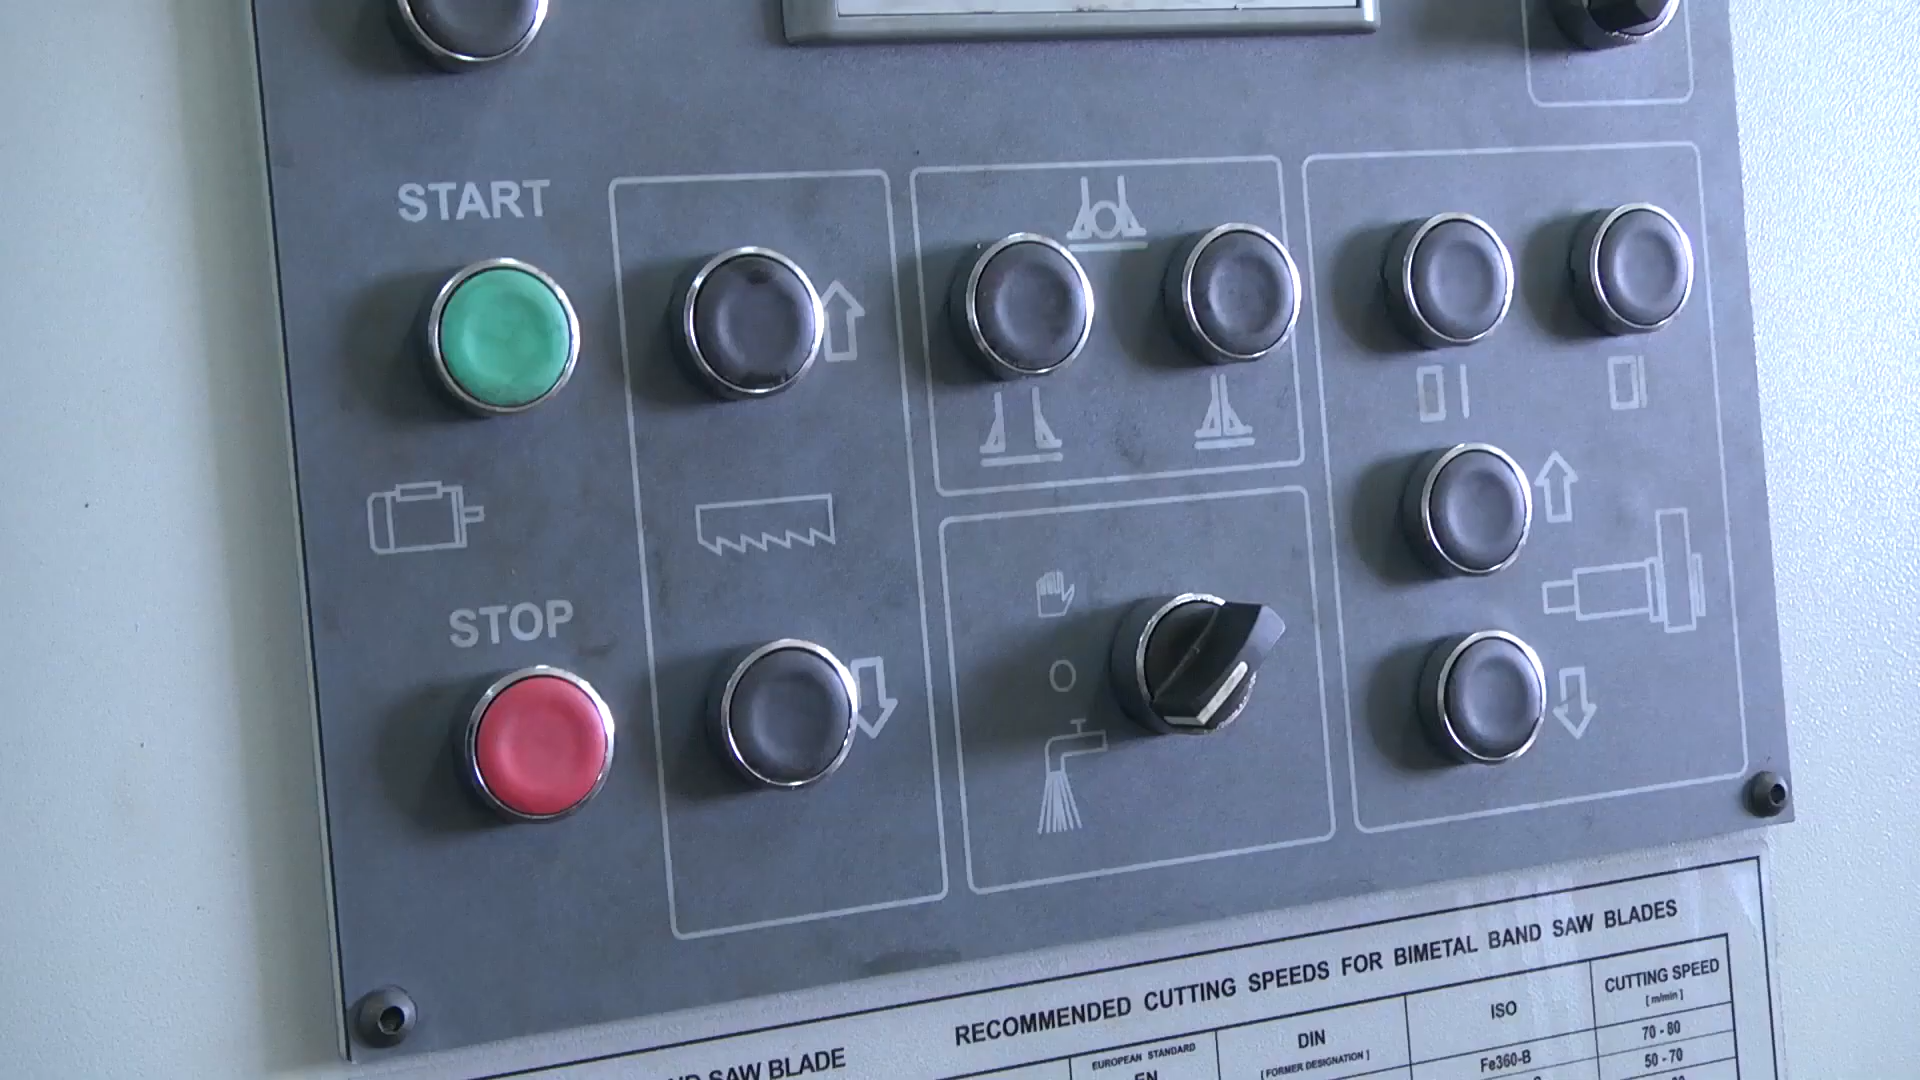 START
STOP
RECOMMENDED CUTTING SPEEDS FOR BIMETAL BAND SAW BLADES
SAW BLADE
EUROPEAN STANDARD
EN
DIN
[ FORMER DESIGNATION ]
ISO
CUTTING SPEED
[ m/min ]
Fe360-B
70 - 80
50 - 70